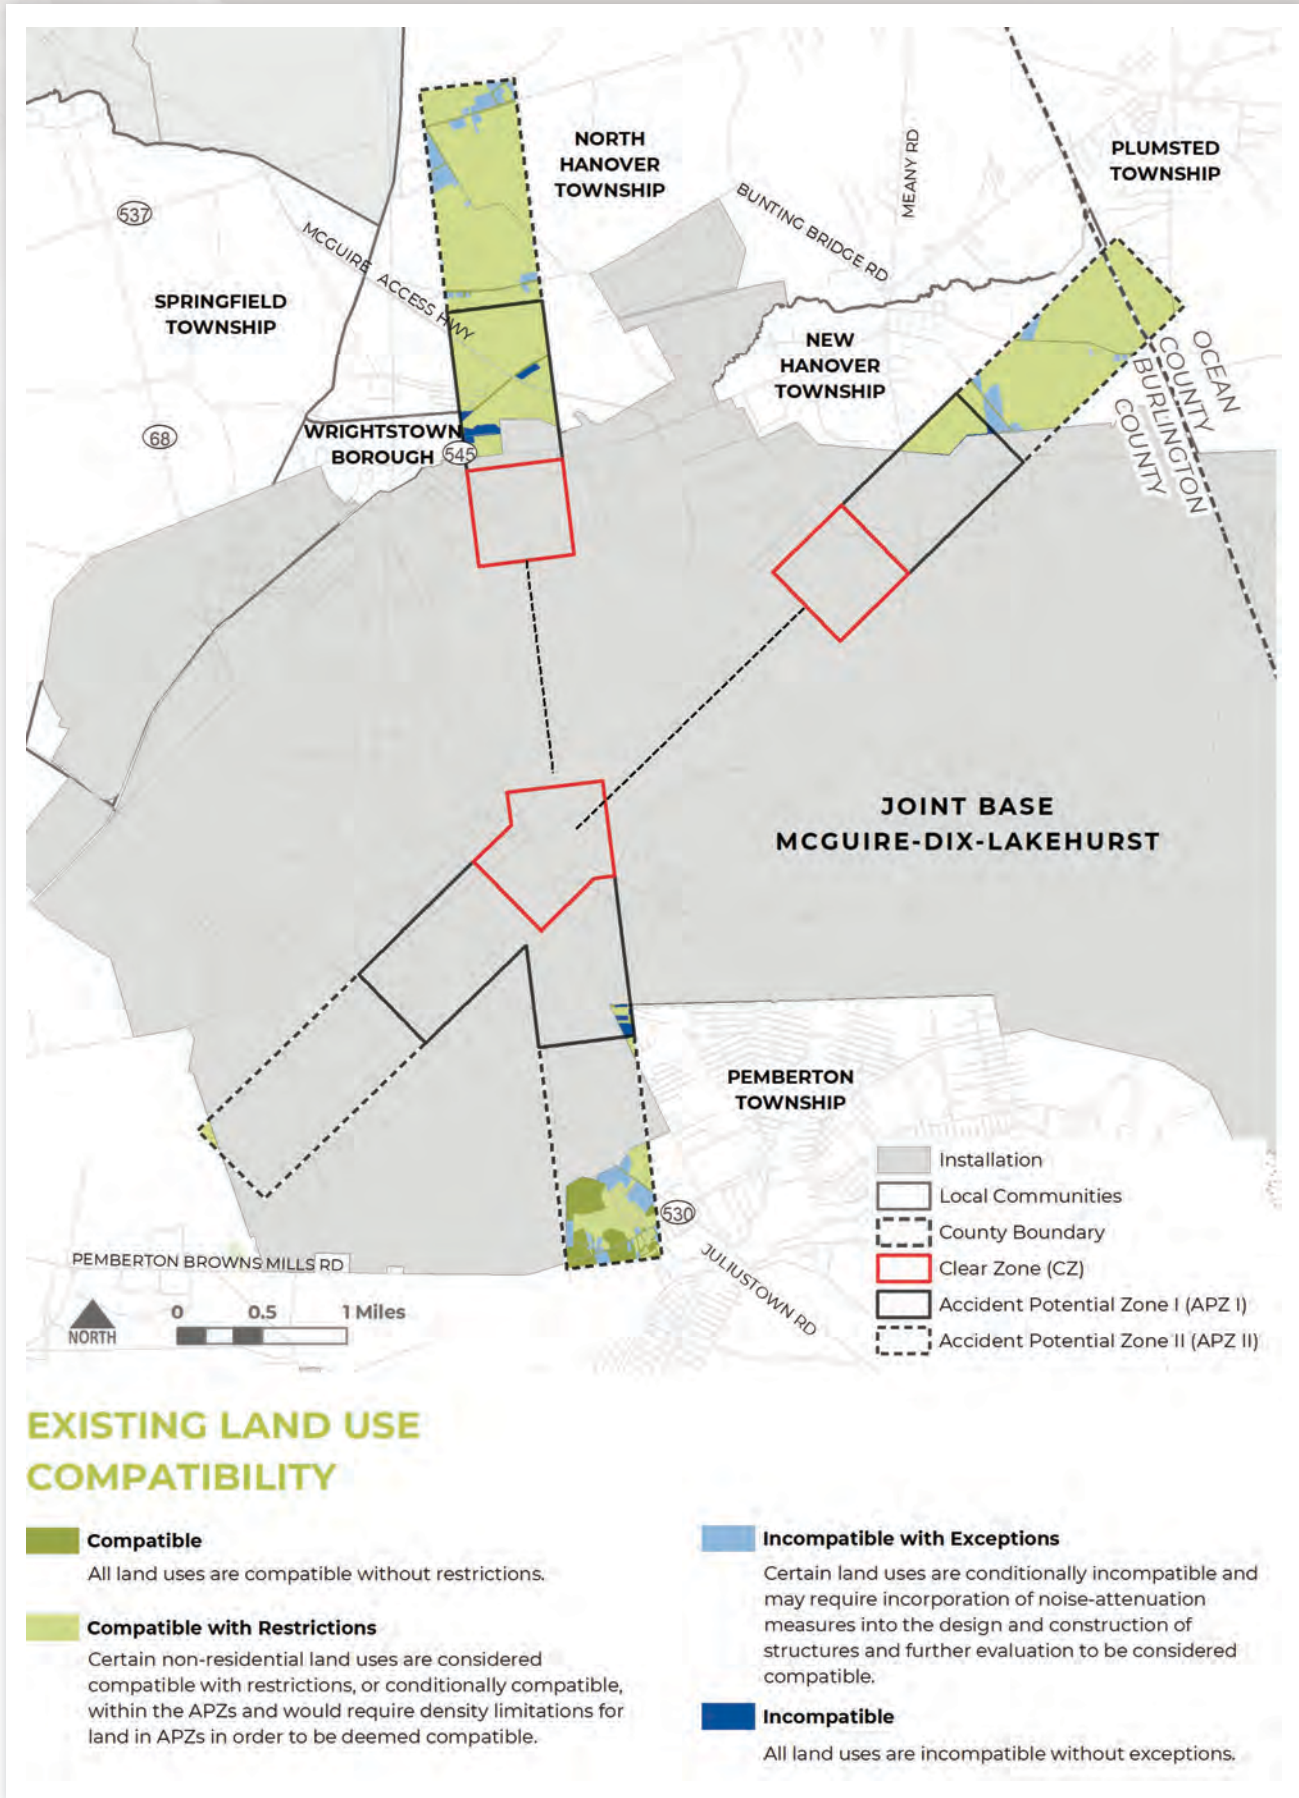 NORTH
HANOVER
TOWNSHIP
PLUMSTED
TOWNSHIP
MEANY RD
BUNTING BRIDGE RD
537
MCGUIRE ACCESS HWY
SPRINGFIELD
TOWNSHIP
NEW
HANOVER
TOWNSHIP
OCEAN
COUNTY
BURLINGTON
COUNTY
68
WRIGHTSTOWN
BOROUGH
545
JOINT BASE
MCGUIRE-DIX-LAKEHURST
PEMBERTON
TOWNSHIP
530
JULIUSTOWN RD
PEMBERTON BROWNS MILLS RD
NORTH
0 0.5 1 Miles
Installation
Local Communities
County Boundary
Clear Zone (CZ)
Accident Potential Zone I (APZ I)
Accident Potential Zone II (APZ II)
EXISTING LAND USE
COMPATIBILITY
Compatible
All land uses are compatible without restrictions.
Compatible with Restrictions
Certain non-residential land uses are considered
compatible with restrictions, or conditionally compatible,
within the APZs and would require density limitations for
land in APZs in order to be deemed compatible.
Incompatible with Exceptions
Certain land uses are conditionally incompatible and
may require incorporation of noise-attenuation
measures into the design and construction of
structures and further evaluation to be considered
compatible.
Incompatible
All land uses are incompatible without exceptions.